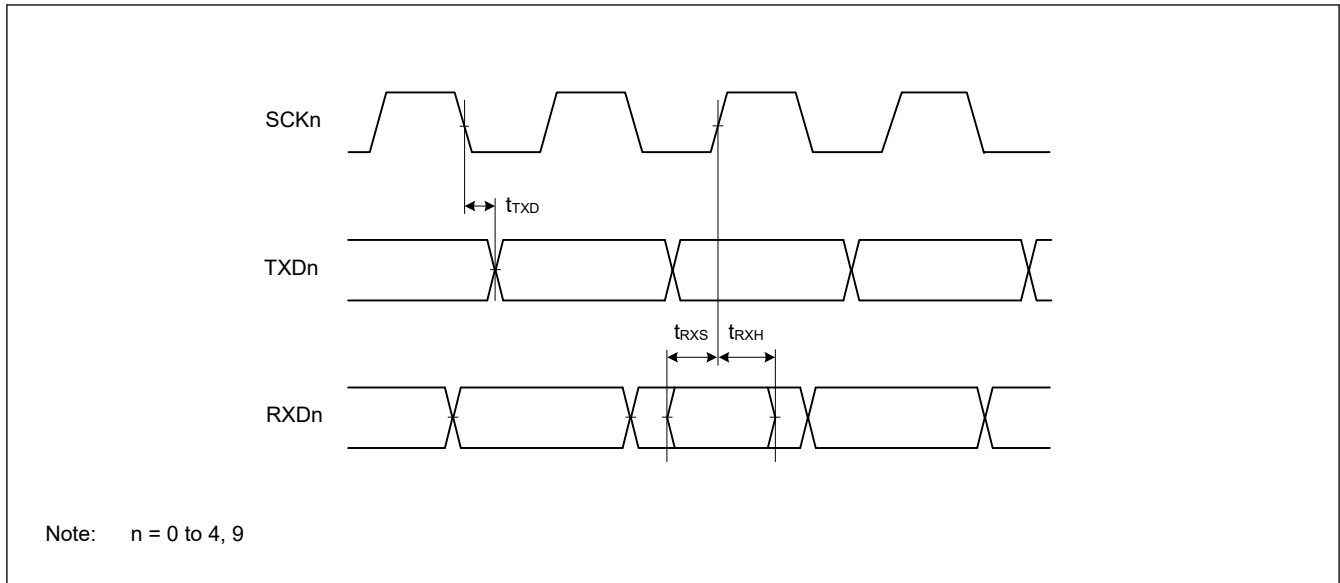 SCKn
tTXD
TXDn
tRXS tRXH
RXDn
Note: n = 0 to 4, 9